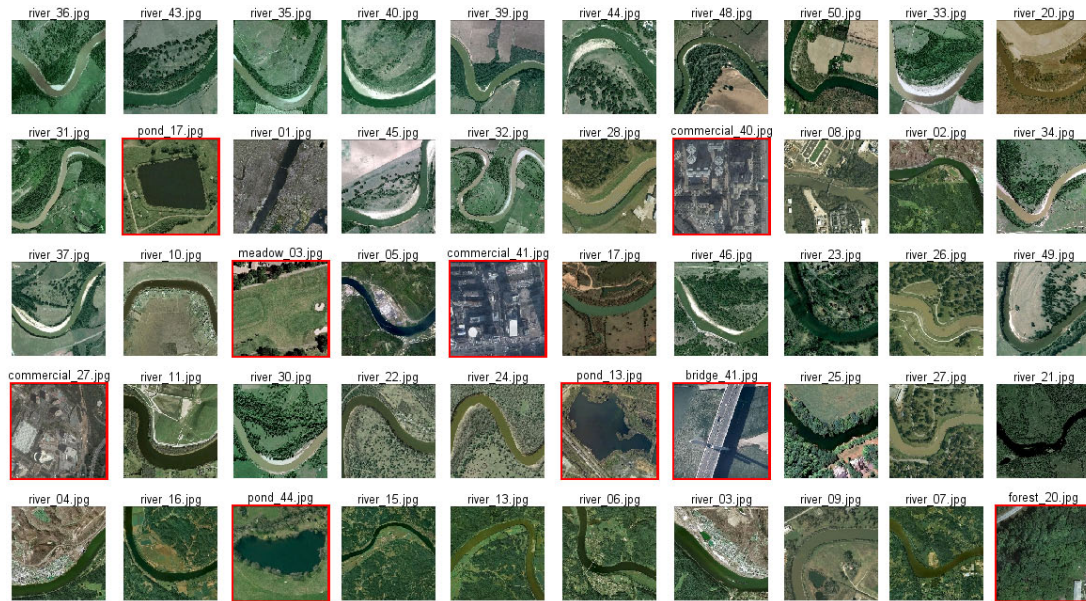 river_36.jpg river_43.jpg river_35.jpg river_40.jpg river_39.jpg river_44.jpg river_48.jpg river_50.jpg river_33.jpg river_20.jpg
river_31.jpg pond_17.jpg river_01.jpg river_45.jpg river_32.jpg river_28.jpg commercial_40.jpg river_08.jpg river_02.jpg river_34.jpg
river_37.jpg river_10.jpg meadow_03.jpg river_05.jpg commercial_41.jpg river_17.jpg river_46.jpg river_23.jpg river_26.jpg river_49.jpg
commercial_27.jpg river_11.jpg river_30.jpg river_22.jpg river_24.jpg pond_13.jpg bridge_41.jpg river_25.jpg river_27.jpg river_21.jpg
river_04.jpg river_16.jpg pond_44.jpg river_15.jpg river_13.jpg river_06.jpg river_03.jpg river_09.jpg river_07.jpg forest_20.jpg